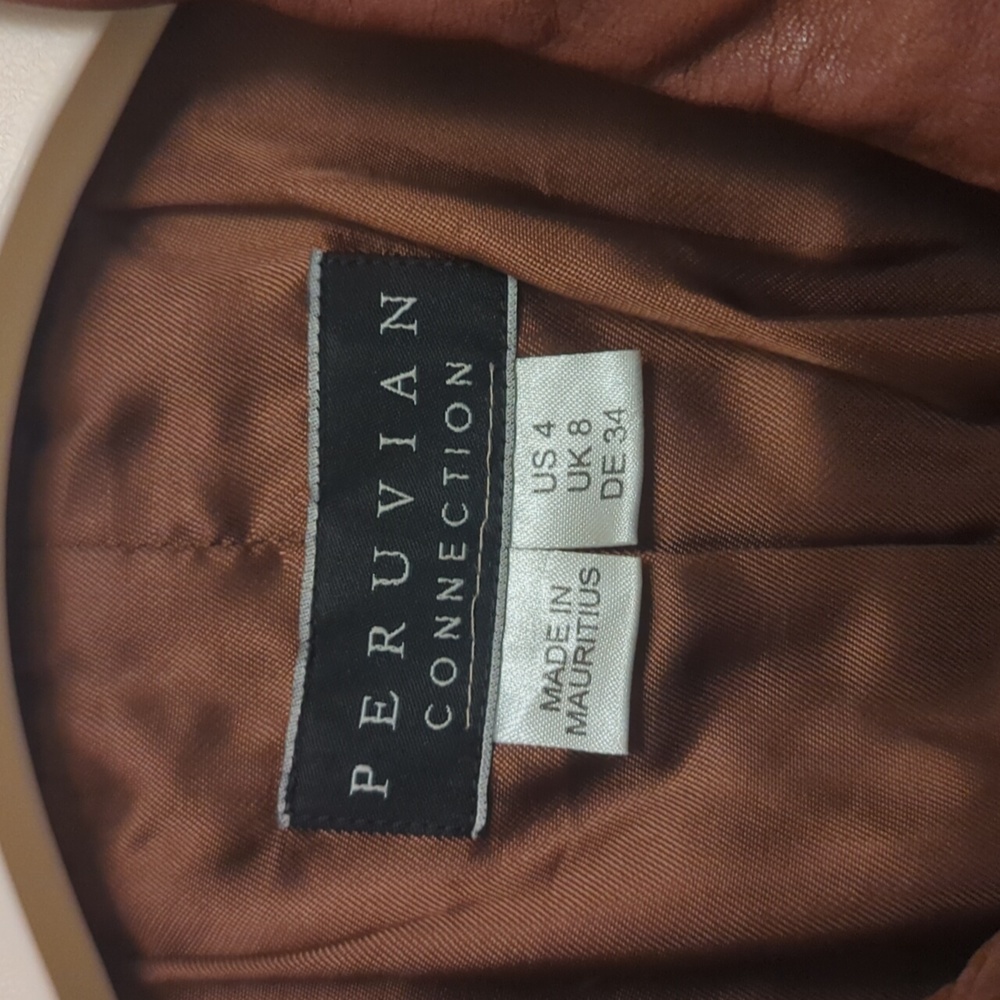 PERUVIAN
CONNECTION
US 4
UK 8
DE 34
MADE IN
MAURITIUS